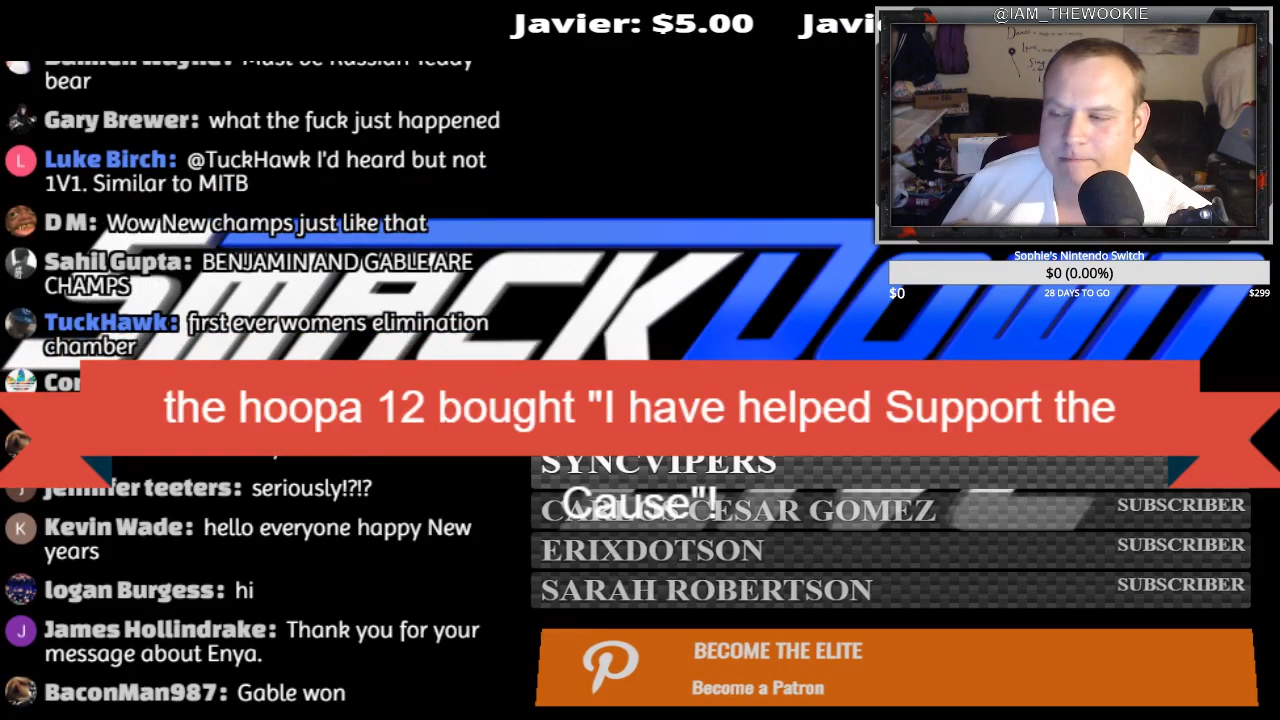 Javier: $5.00 Javi
@IAM_THEWOOKIE
bear
Gary Brewer: what the fuck just happened
L Luke Birch: @TuckHawk I'd heard but not
1V1. Similar to MITB
D M: Wow New champs just like that
Sahil Gupta: BENJAMIN AND GABLE ARE
CHAMPS
TuckHawk: first ever womens elimination
chamber
Cor
Sophie's Nintendo Switch
$0 (0.00%)
$0 28 DAYS TO GO $299
SMACKDOWN
the hoopa 12 bought "I have helped Support the
Cause"!
jennifer teeters: seriously!?!?
K Kevin Wade: hello everyone happy New
years
logan Burgess: hi
J James Hollindrake: Thank you for your
message about Enya.
BaconMan987: Gable won
SYNCVIPERS
CARLOS CESAR GOMEZ SUBSCRIBER
ERIXDOTSON SUBSCRIBER
SARAH ROBERTSON SUBSCRIBER
BECOME THE ELITE
Become a Patron